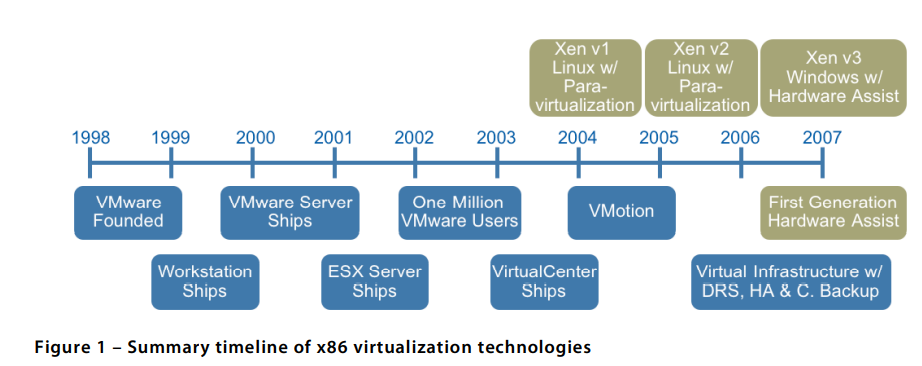 Xen v1
Linux w/
Para-
virtualization
Xen v2
Linux w/
Para-
virtualization
Xen v3
Windows w/
Hardware Assist
1998 1999 2000 2001 2002 2003 2004 2005 2006 2007
VMware
Founded
VMware Server
Ships
One Million
VMware Users
VMotion
First Generation
Hardware Assist
Workstation
Ships
ESX Server
Ships
VirtualCenter
Ships
Virtual Infrastructure w/
DRS, HA & C. Backup
Figure 1 – Summary timeline of x86 virtualization technologies